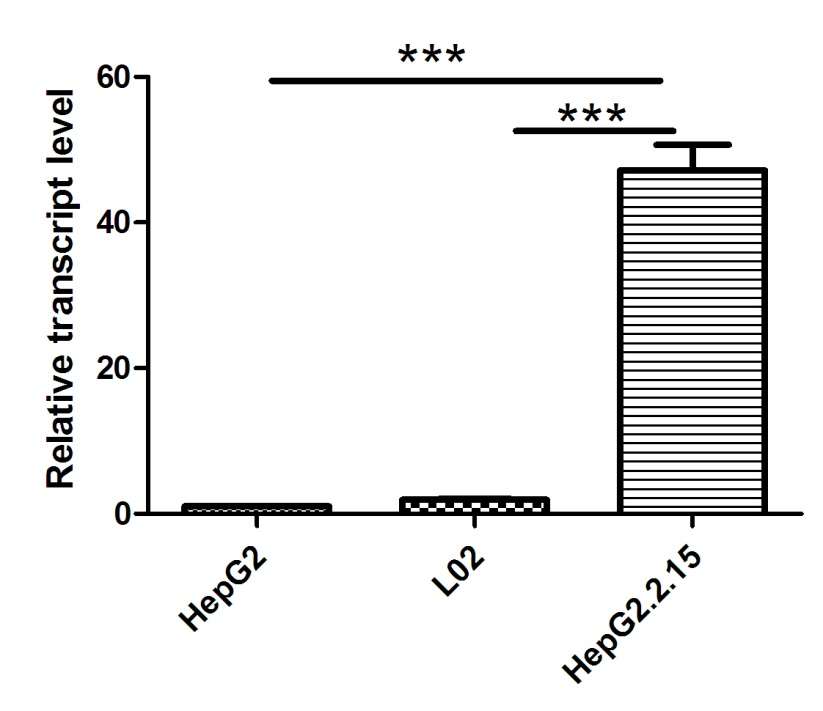 ***
***
60
40
20
0
Relative transcript level
HepG2
L02
HepG2.2.15